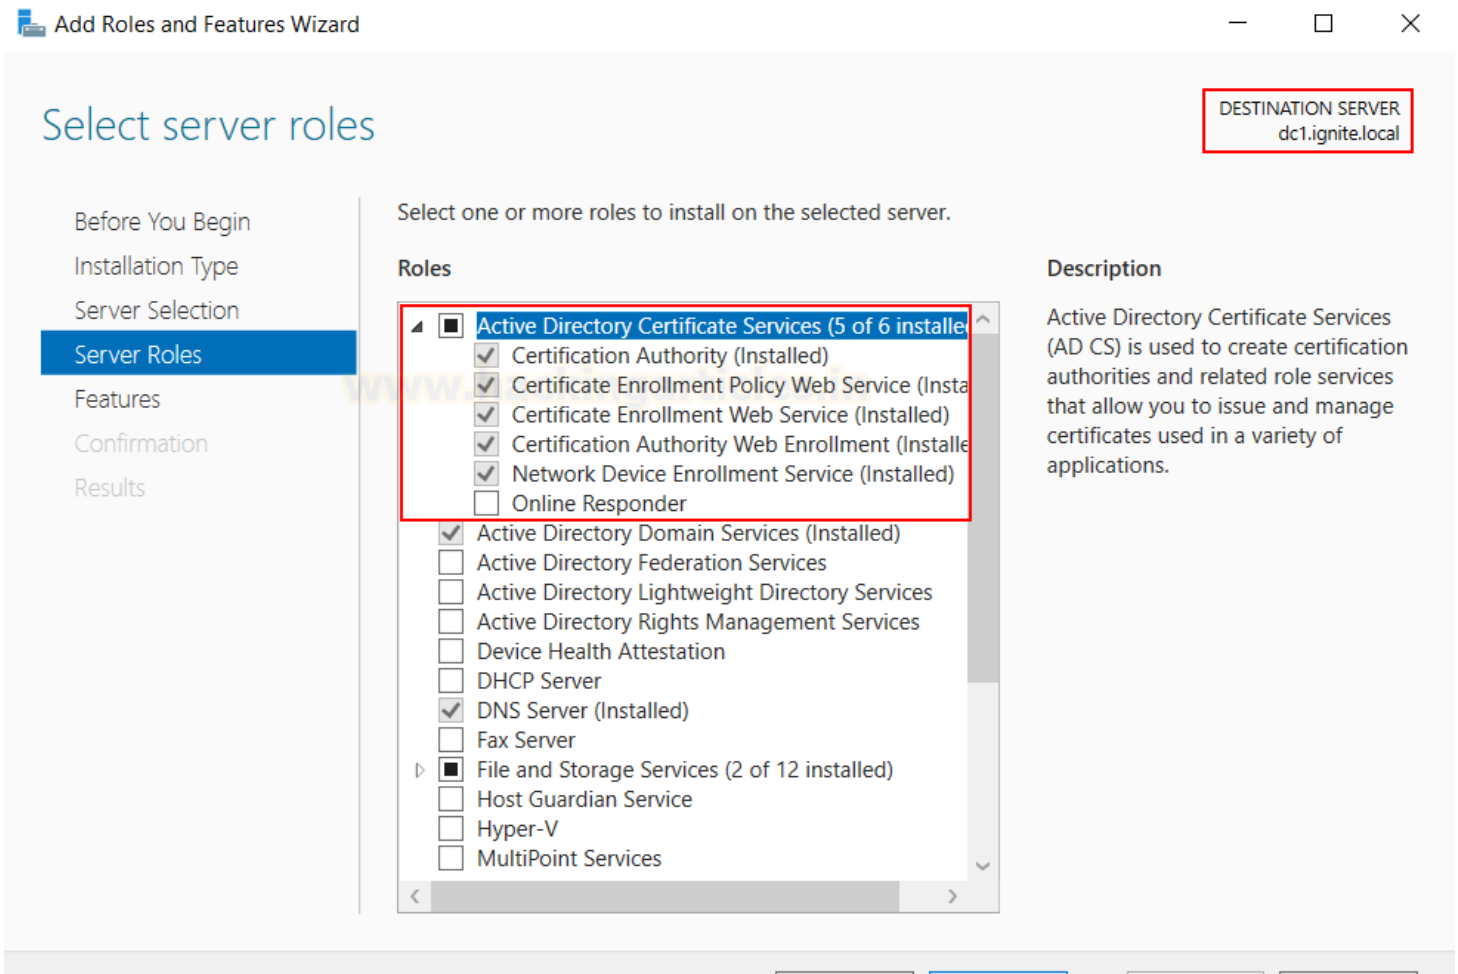 Add Roles and Features Wizard
Select server roles
DESTINATION SERVER
dc1.ignite.local
Before You Begin
Installation Type
Server Selection
Server Roles
Features
Confirmation
Results
Select one or more roles to install on the selected server.
Roles
Active Directory Certificate Services (5 of 6 installe
Certification Authority (Installed)
Certificate Enrollment Policy Web Service (Insta
Certificate Enrollment Web Service (Installed)
Certification Authority Web Enrollment (Installe
Network Device Enrollment Service (Installed)
Online Responder
Active Directory Domain Services (Installed)
Active Directory Federation Services
Active Directory Lightweight Directory Services
Active Directory Rights Management Services
Device Health Attestation
DHCP Server
DNS Server (Installed)
Fax Server
File and Storage Services (2 of 12 installed)
Host Guardian Service
Hyper-V
MultiPoint Services
Description
Active Directory Certificate Services
(AD CS) is used to create certification
authorities and related role services
that allow you to issue and manage
certificates used in a variety of
applications.
www.hackingarticles.in